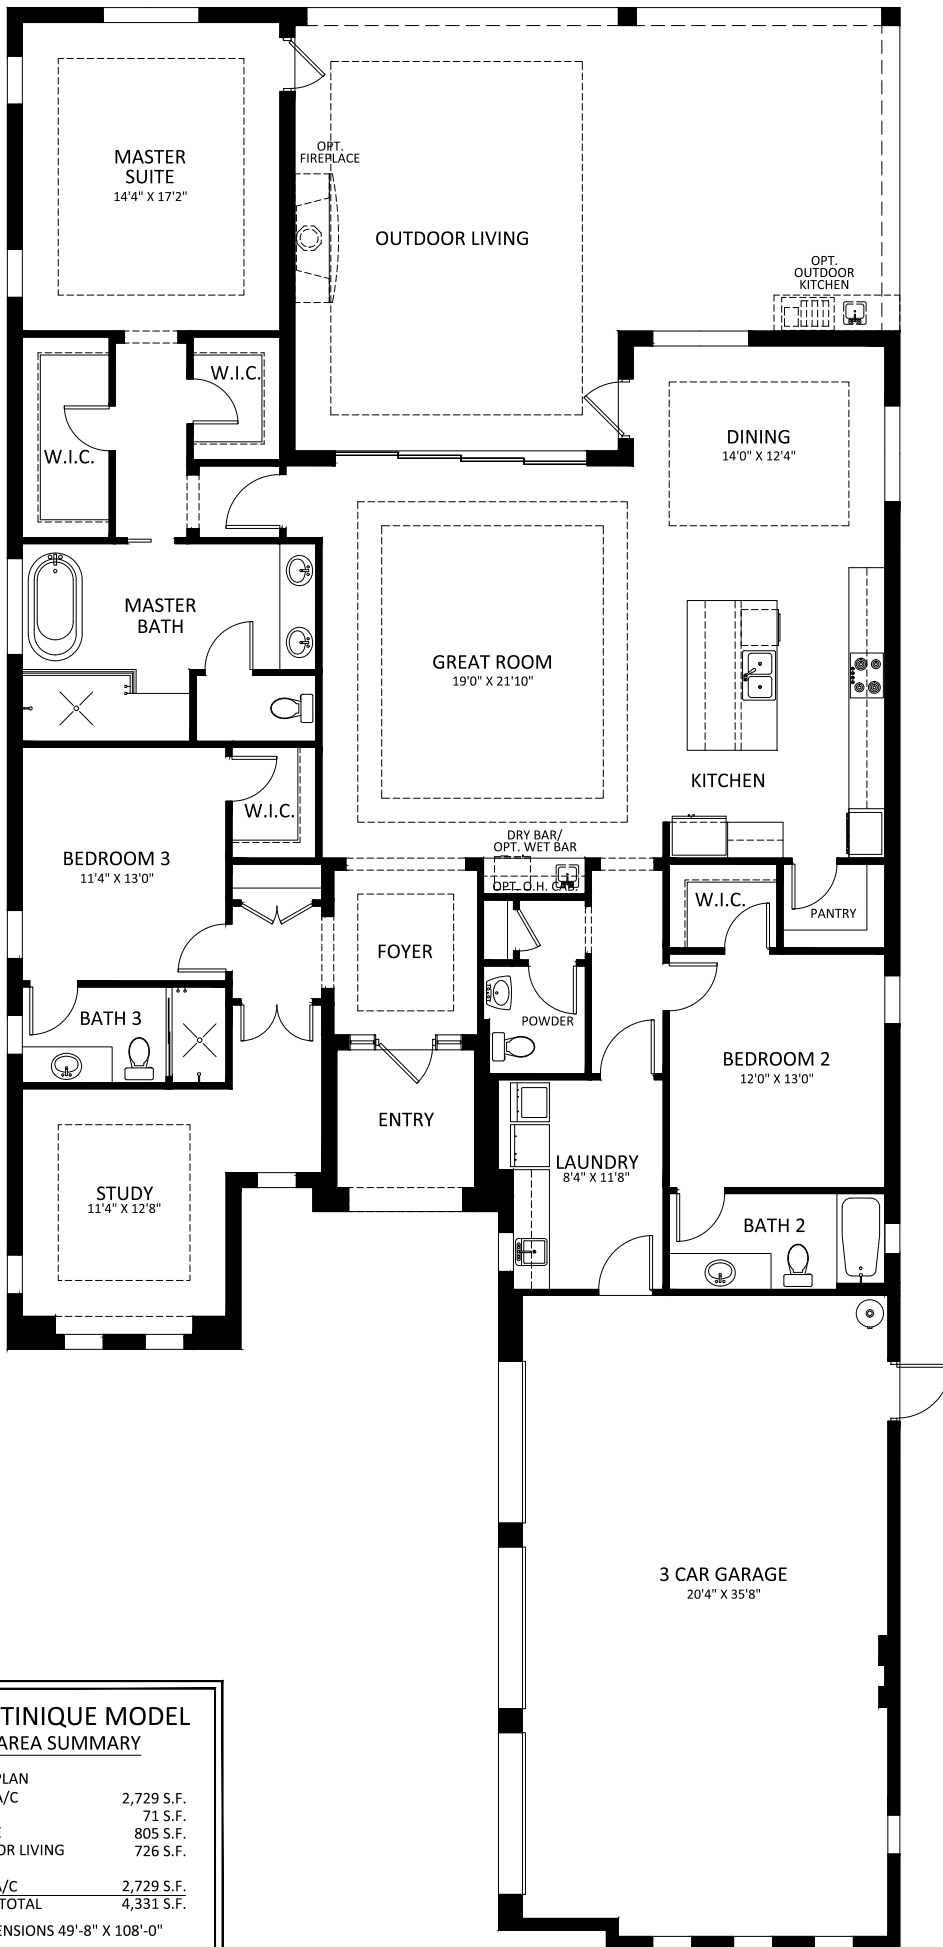 OPT.
FIREPLACE
MASTER
SUITE
14'4" X 17'2"
OUTDOOR LIVING
OPT.
OUTDOOR
KITCHEN
W.I.C.
W.I.C.
DINING
14'0" X 12'4"
MASTER
BATH
GREAT ROOM
19'0" X 21'10"
KITCHEN
W.I.C.
DRY BAR/
OPT. WET BAR
OPT. O.H. CAB.
BEDROOM 3
11'4" X 13'0"
W.I.C.
PANTRY
FOYER
BATH 3
POWDER
BEDROOM 2
12'0" X 13'0"
ENTRY
LAUNDRY
8'4" X 11'8"
STUDY
11'4" X 12'8"
BATH 2
3 CAR GARAGE
20'4" X 35'8"
TINIQUE MODEL
AREA SUMMARY
PLAN
A/C 2,729 S.F.
71 S.F.
E 805 S.F.
OR LIVING 726 S.F.
A/C 2,729 S.F.
TOTAL 4,331 S.F.
ENSIONS 49'-8" X 108'-0"